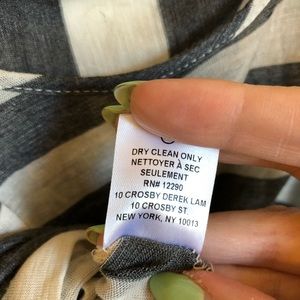 DRY CLEAN ONLY
NETTOYER À SEC
SEULEMENT
RN# 12290
10 CROSBY DEREK LAM
10 CROSBY ST.
NEW YORK, NY 10013